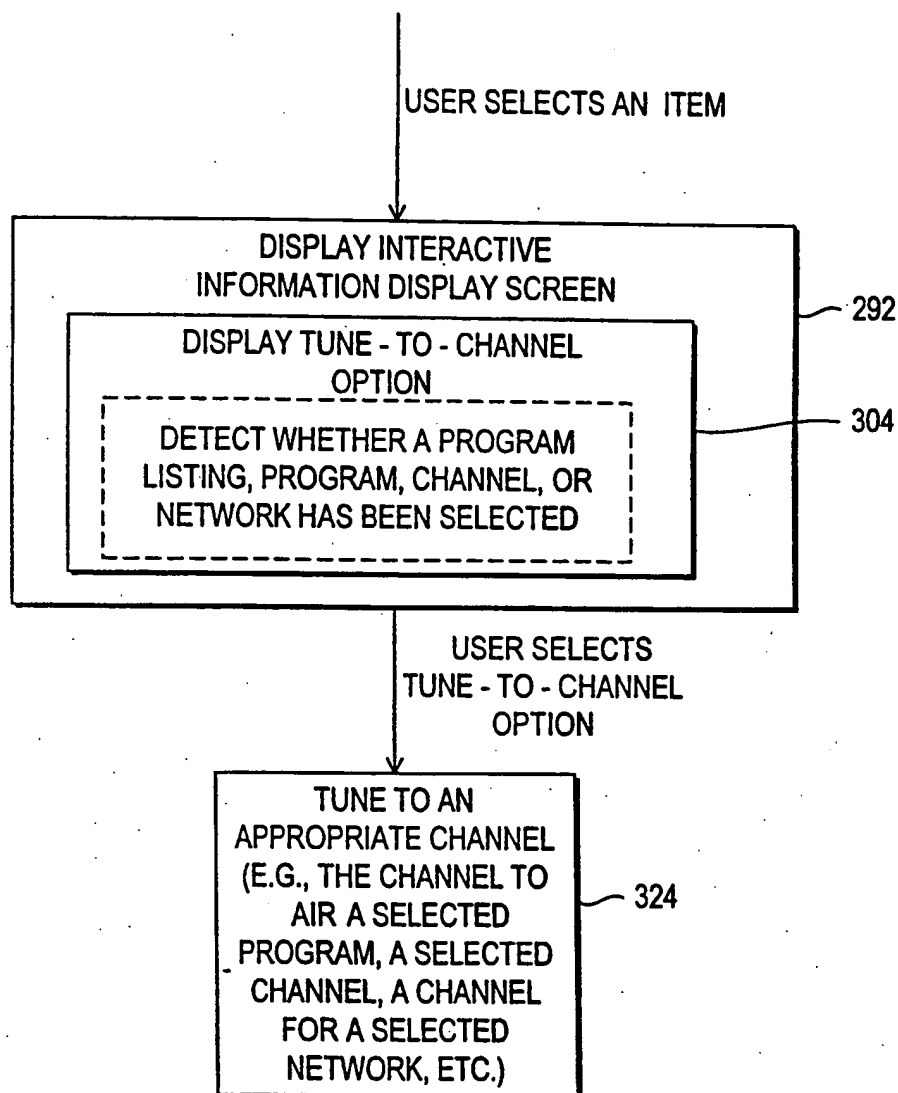 USER SELECTS AN ITEM
DISPLAY INTERACTIVE
INFORMATION DISPLAY SCREEN
292
DISPLAY TUNE - TO - CHANNEL
OPTION
304
DETECT WHETHER A PROGRAM
LISTING, PROGRAM, CHANNEL, OR
NETWORK HAS BEEN SELECTED
USER SELECTS
TUNE - TO - CHANNEL
OPTION
TUNE TO AN
APPROPRIATE CHANNEL
(E.G., THE CHANNEL TO
AIR A SELECTED
PROGRAM, A SELECTED
CHANNEL, A CHANNEL
FOR A SELECTED
NETWORK, ETC.)
324